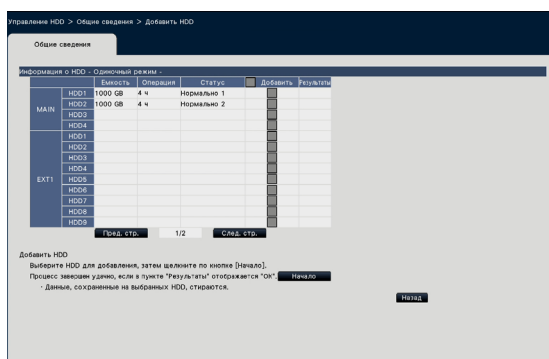 Управление HDD > Общие сведения > Добавить HDD
Общие сведения
Информация о HDD - Одиночный режим -
Емкость Операция Статус Добавить Результаты
MAIN
HDD1 1000 GB 4 ч Нормально 1
HDD2 1000 GB 4 ч Нормально 2
HDD3
HDD4
EXT1
HDD1
HDD2
HDD3
HDD4
HDD5
HDD6
HDD7
HDD8
HDD9
Пред. стр. 1/2 След. стр.
Добавить HDD
Выберите HDD для добавления, затем щелкните по кнопке [Начало].
Процесс завершен удачно, если в пункте "Результаты" отображается "ОК". Начало
· Данные, сохраненные на выбранных HDD, стираются.
Назад